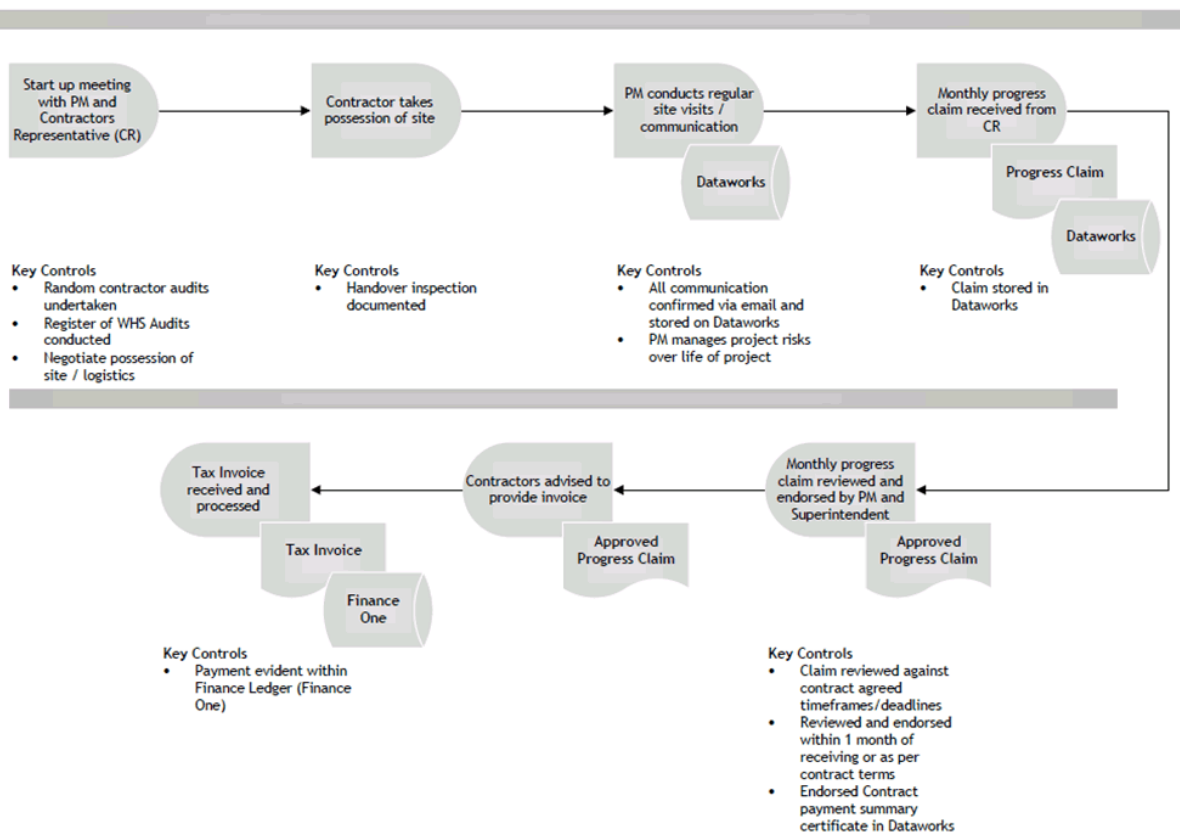 Start up meeting
with PM and
Contractors
Representative (CR)
Contractor takes
possession of site
PM conducts regular
site visits /
communication
Dataworks
Monthly progress
claim received from
CR
Progress Claim
Dataworks
Key Controls
• Random contractor audits
undertaken
• Register of WHS Audits
conducted
• Negotiate possession of
site / logistics
Key Controls
• Handover inspection
documented
Key Controls
• All communication
confirmed via email and
stored on Dataworks
• PM manages project risks
over life of project
Key Controls
• Claim stored in
Dataworks
Tax Invoice
received and
processed
Tax Invoice
Finance
One
Contractors advised to
provide invoice
Approved
Progress Claim
Monthly progress
claim reviewed and
endorsed by PM and
Superintendent
Approved
Progress Claim
Key Controls
• Payment evident within
Finance Ledger (Finance
One)
Key Controls
• Claim reviewed against
contract agreed
timeframes/deadlines
• Reviewed and endorsed
within 1 month of
receiving or as per
contract terms
• Endorsed Contract
payment summary
certificate in Dataworks